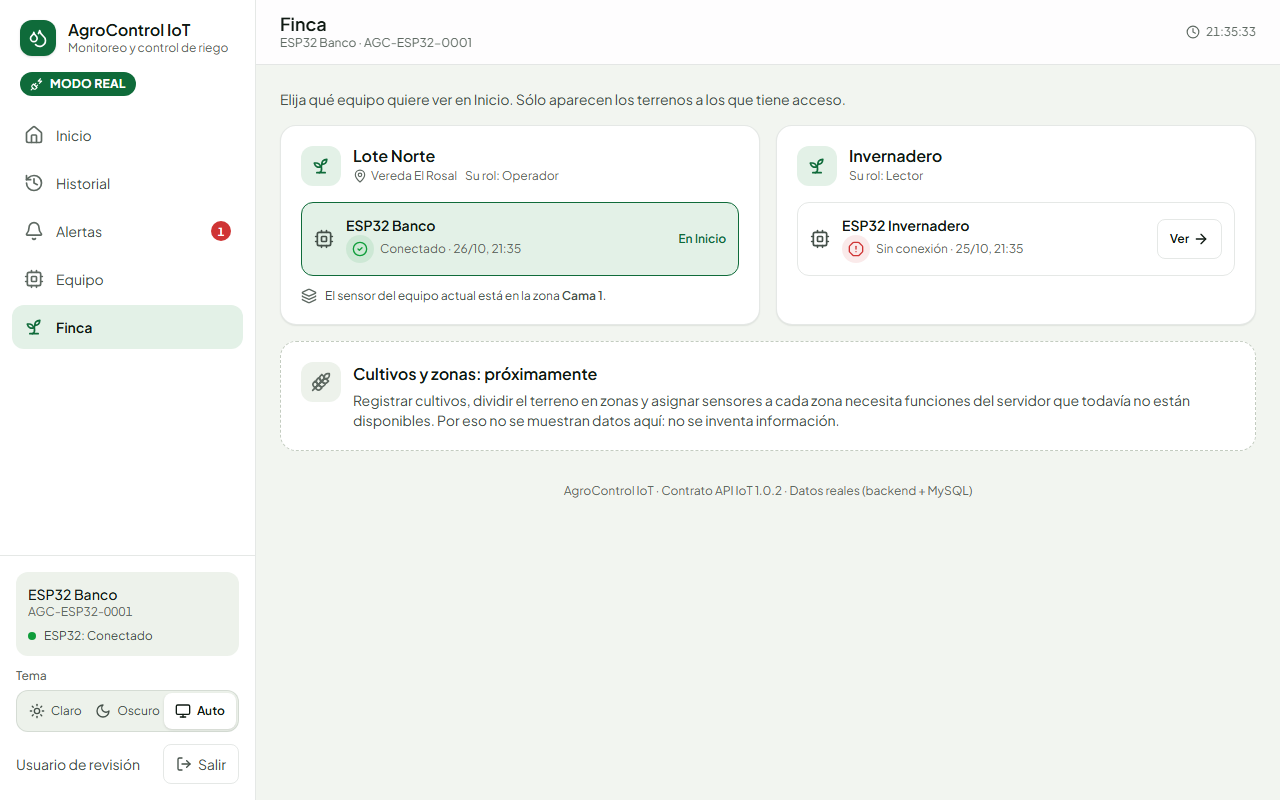 AgroControl IoT
Monitoreo y control de riego
MODO REAL
Inicio
Historial
Alertas
1
Equipo
Finca
ESP32 Banco
AGC-ESP32-0001
ESP32: Conectado
Tema
Claro
Oscuro
Auto
Usuario de revisión
Salir
Finca
ESP32 Banco · AGC-ESP32-0001
21:35:33
Elija qué equipo quiere ver en Inicio. Sólo aparecen los terrenos a los que tiene acceso.
Lote Norte
Vereda El Rosal Su rol: Operador
ESP32 Banco
Conectado · 26/10, 21:35
En Inicio
El sensor del equipo actual está en la zona Cama 1.
Invernadero
Su rol: Lector
ESP32 Invernadero
Sin conexión · 25/10, 21:35
Ver
Cultivos y zonas: próximamente
Registrar cultivos, dividir el terreno en zonas y asignar sensores a cada zona necesita funciones del servidor que todavía no están
disponibles. Por eso no se muestran datos aquí: no se inventa información.
AgroControl IoT · Contrato API IoT 1.0.2 · Datos reales (backend + MySQL)